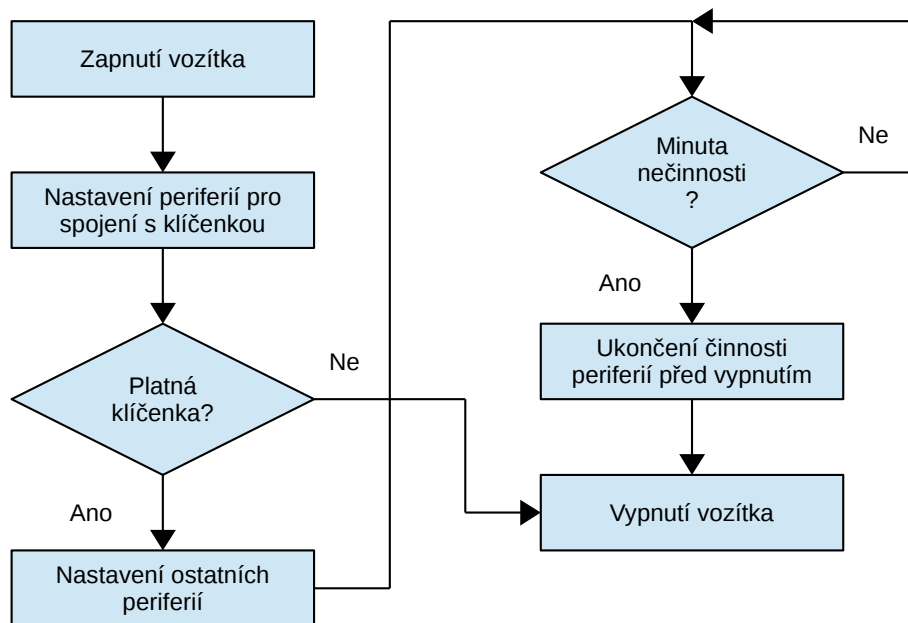 Zapnutí vozítka
Nastavení periferií pro
spojení s klíčenkou
Platná
klíčenka?
Ne
Ano
Nastavení ostatních
periferií
Minuta
nečinnosti
?
Ne
Ano
Ukončení činnosti
periferií před vypnutím
Vypnutí vozítka